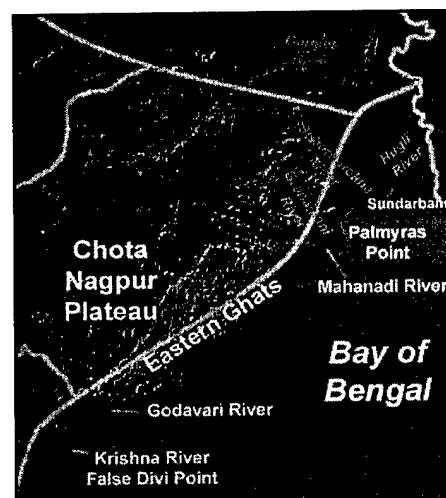 Hugli
River
Sundarbans
Palmyras
Point
Mahanadi River
Chota
Nagpur
Plateau
Eastern Ghats
Bay of
Bengal
Godavari River
Krishna River
False Divi Point